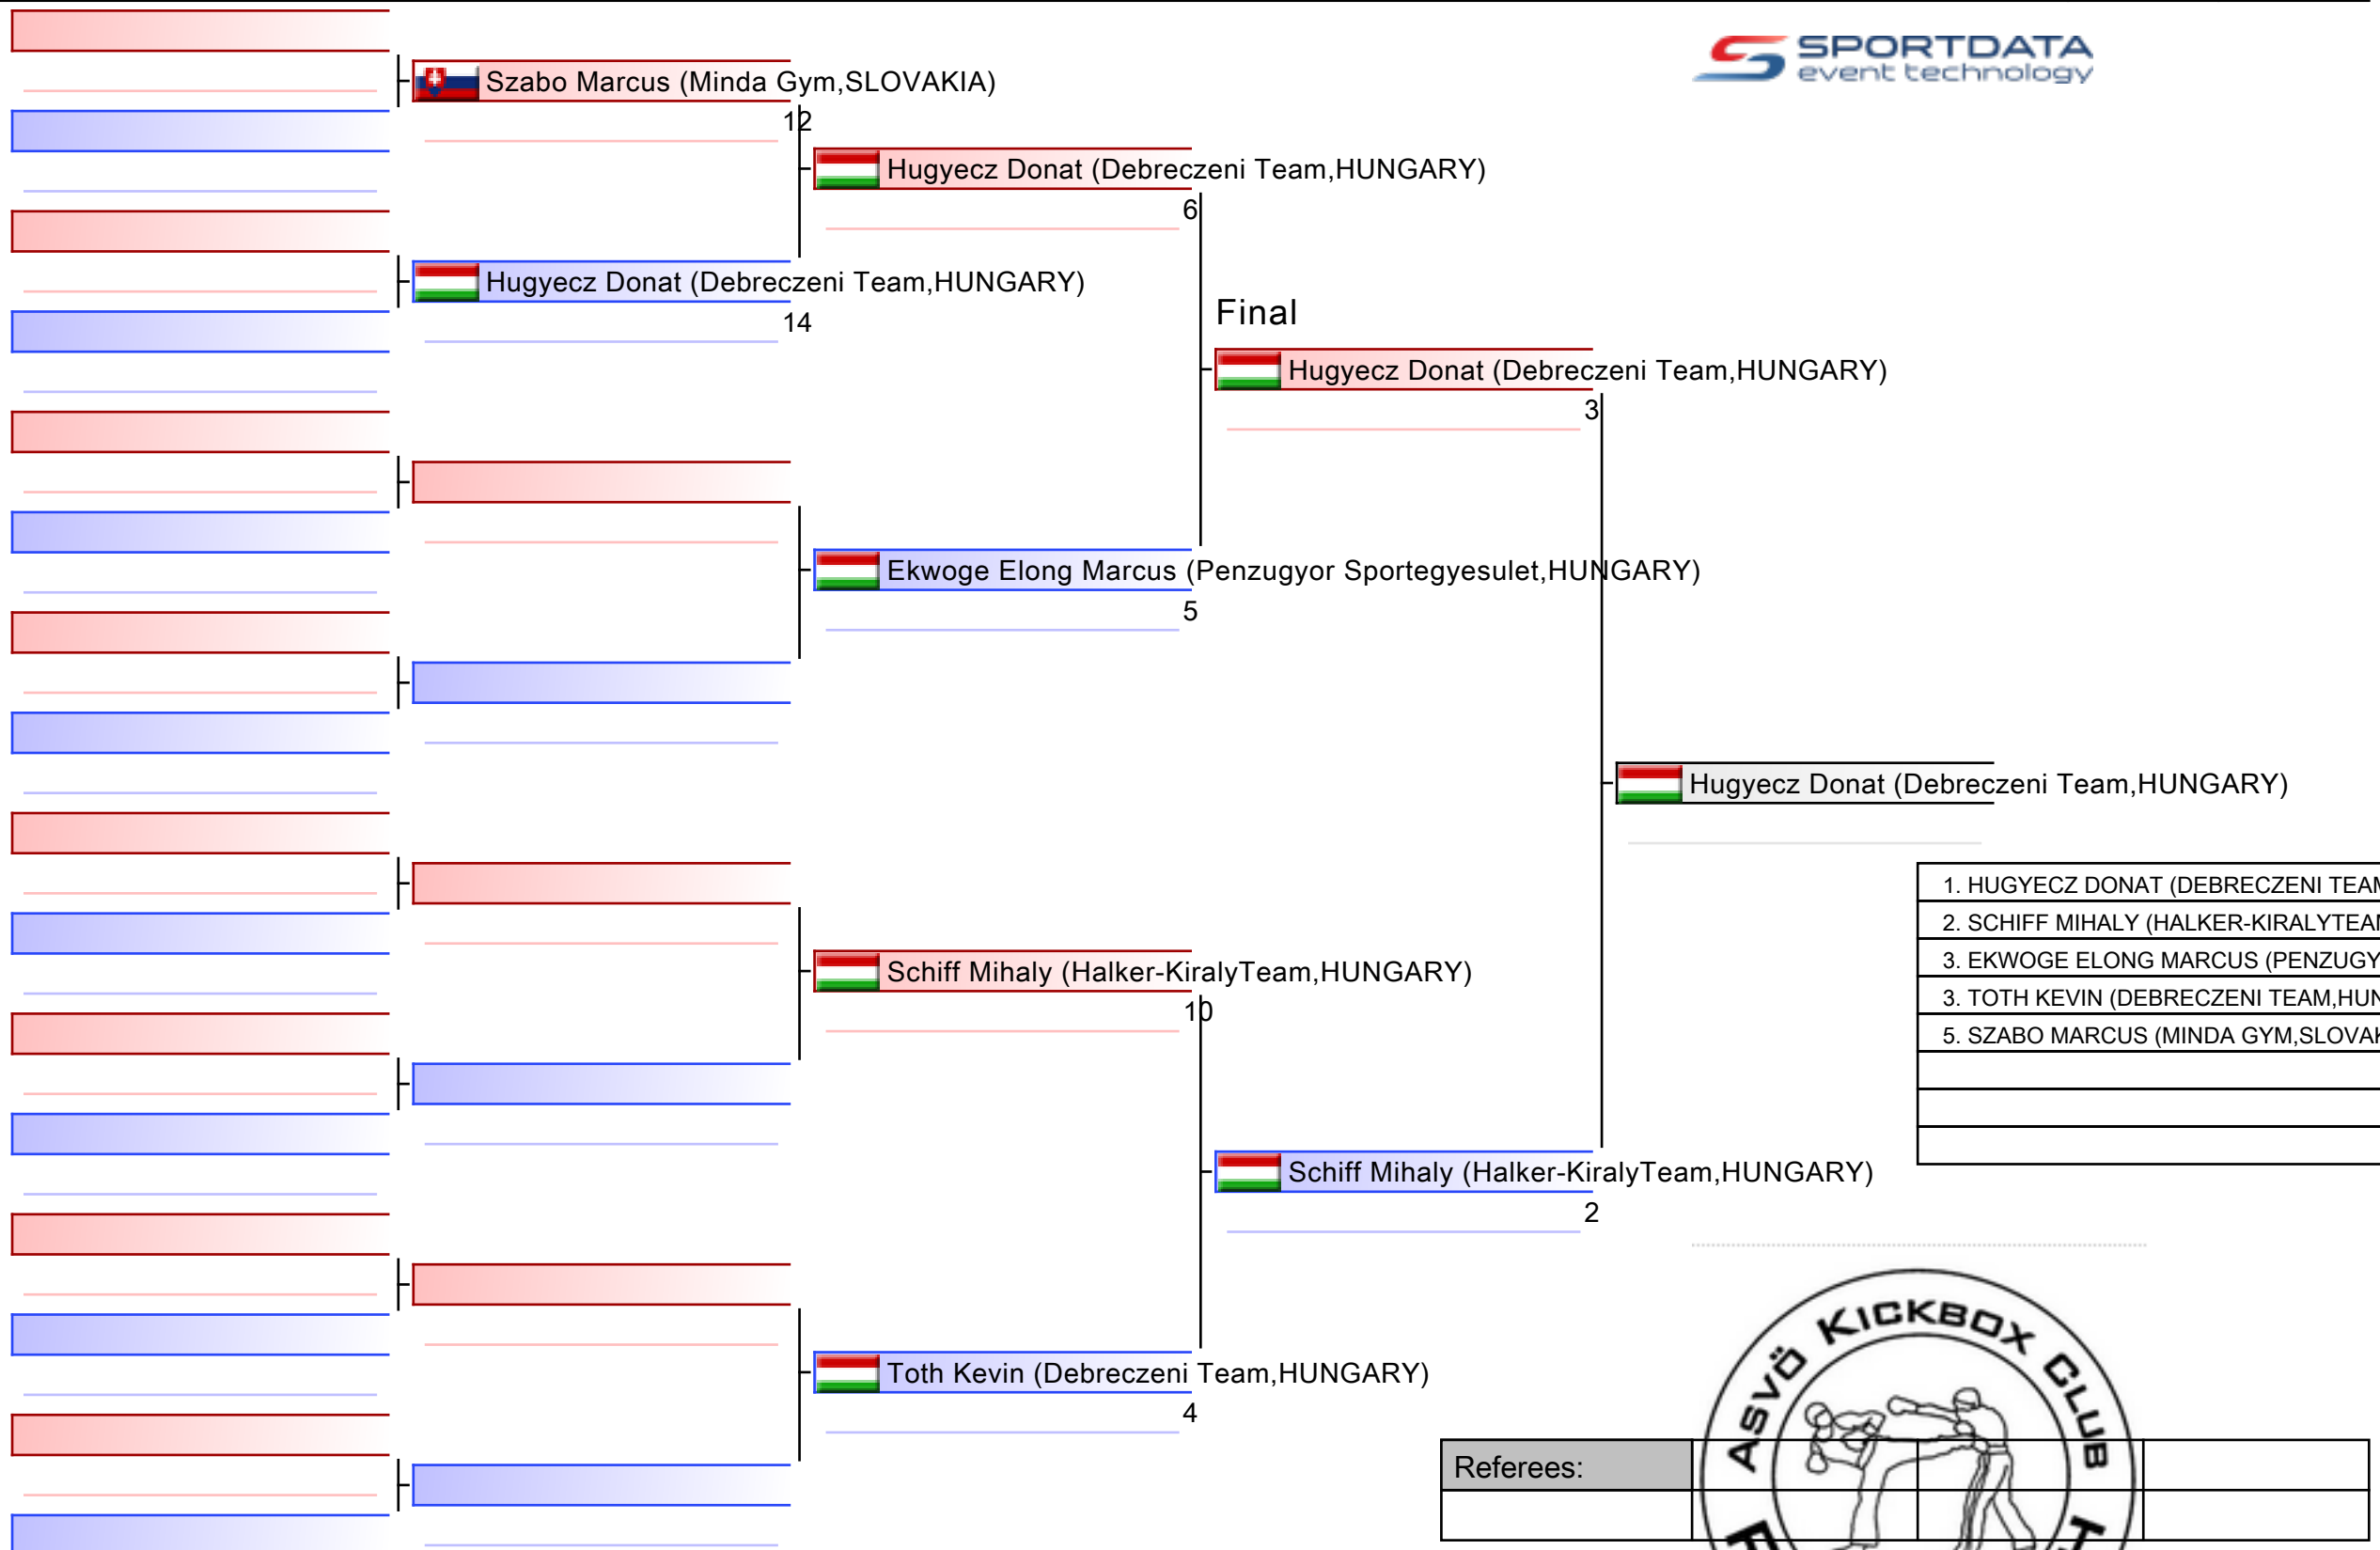 SPORTDATA
event technology
Szabo Marcus (Minda Gym,SLOVAKIA)
12
Hugyecz Donat (Debreczeni Team,HUNGARY)
6
Hugyecz Donat (Debreczeni Team,HUNGARY)
14
Final
Hugyecz Donat (Debreczeni Team,HUNGARY)
3
Ekwoge Elong Marcus (Penzugyor Sportegyesulet,HUNGARY)
5
Hugyecz Donat (Debreczeni Team,HUNGARY)
1. HUGYECZ DONAT (DEBRECZENI TEAM
2. SCHIFF MIHALY (HALKER-KIRALYTEAM
3. EKWOGE ELONG MARCUS (PENZUGY
3. TOTH KEVIN (DEBRECZENI TEAM,HUN
5. SZABO MARCUS (MINDA GYM,SLOVAK
Schiff Mihaly (Halker-KiralyTeam,HUNGARY)
10
Schiff Mihaly (Halker-KiralyTeam,HUNGARY)
2
Toth Kevin (Debreczeni Team,HUNGARY)
4
ASVÖ KICKBOX CLUB
Referees: